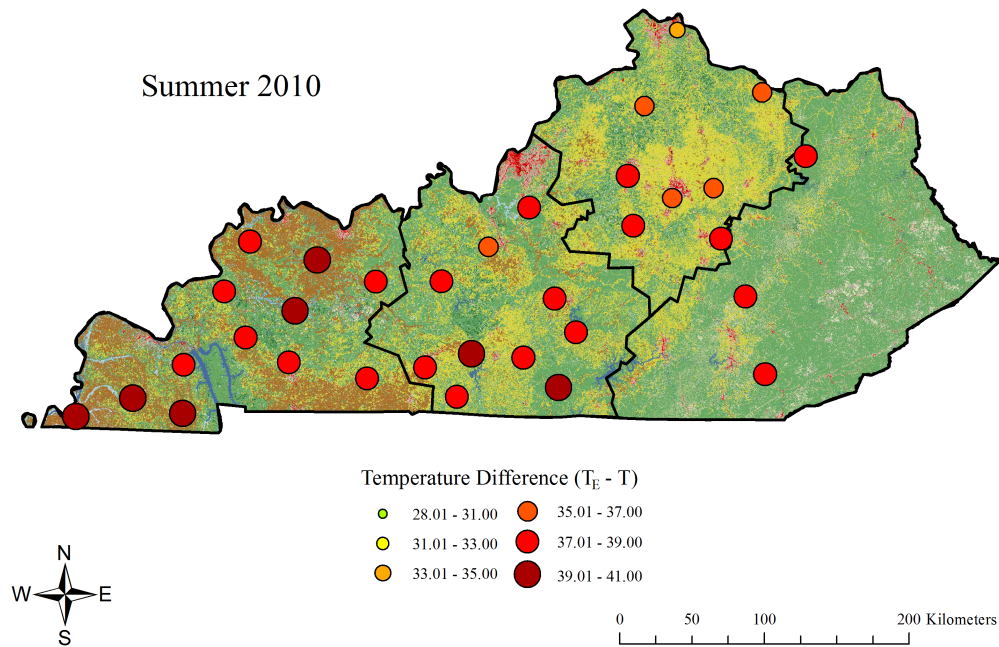 Summer 2010
Temperature Difference (TE - T)
28.01 - 31.00
35.01 - 37.00
31.01 - 33.00
37.01 - 39.00
33.01 - 35.00
39.01 - 41.00
N
W E
S
0 50 100 200 Kilometers